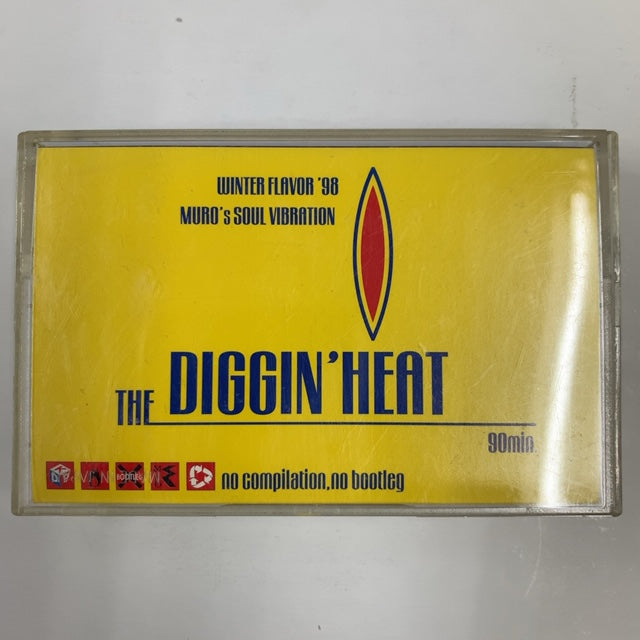 WINTER FLAVOR '98
MURO's SOUL VIBRATION
THE DIGGIN' HEAT
90min.
no compilation, no bootleg